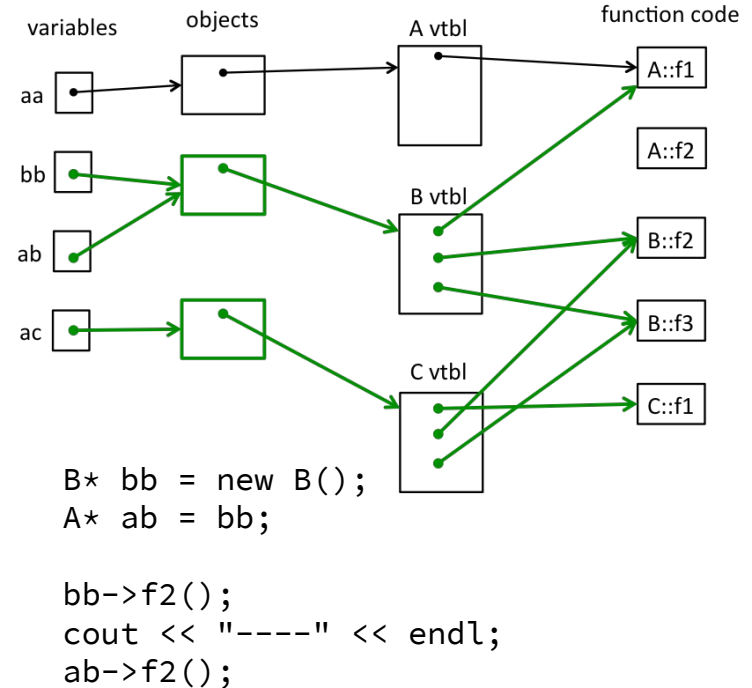 variables
objects
A vtbl
function code
aa
A::f1
A::f2
bb
B vtbl
ab
B::f2
ac
B::f3
C vtbl
C::f1
B* bb = new B();
A* ab = bb;
bb->f2();
cout << "----" << endl;
ab->f2();